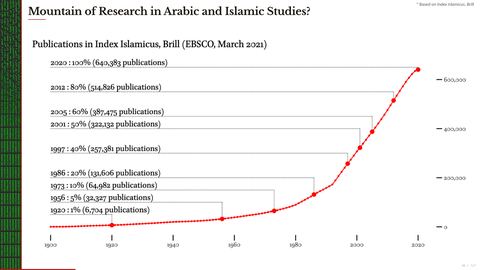 Mountain of Research in Arabic and Islamic Studies?
* Based on Index Islamicus, Brill
Publications in Index Islamicus, Brill (EBSCO, March 2021)
2020 : 100% (640,383 publications)
2012 : 80% (514,826 publications)
600,000
2005 : 60% (387,475 publications)
2001 : 50% (322,132 publications)
400,000
1997 : 40% (257,381 publications)
1986 : 20% (131,606 publications)
200,000
1973 : 10% (64,982 publications)
1956 : 5% (32,327 publications)
1920 : 1% (6,704 publications)
0
1900 1920 1940 1960 1980 2000 2020